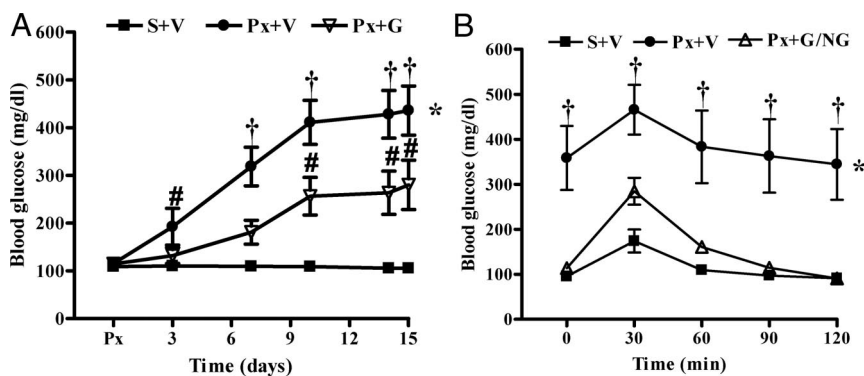 A
S+V Px+V Px+G
Blood glucose (mg/dl)
600
500
400
300
200
100
0
# † † † †
# # #
*
Px 3 6 9 12 15
Time (days)
B
S+V Px+V Px+G/NG
Blood glucose (mg/dl)
600
500
400
300
200
100
0
† † † † †
*
0 30 60 90 120
Time (min)